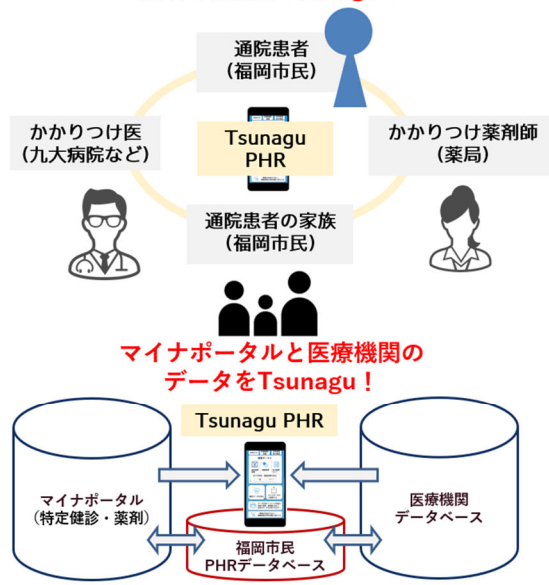 通院患者
（福岡市民）
かかりつけ医
（九大病院など）
Tsunagu
PHR
かかりつけ薬剤師
（薬局）
通院患者の家族
（福岡市民）
マイナポータルと医療機関の
データをTsunagu！
Tsunagu PHR
マイナポータル
（特定健診・薬剤）
医療機関
データベース
福岡市民
PHRデータベース